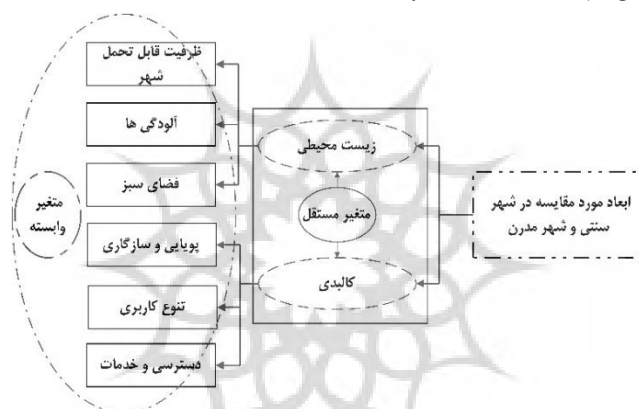 ابعاد مورد مقایسه در شهر
سنتی و شهر مدرن
زیست محیطی
متغیر مستقل
کالبدی
ظرفیت قابل تحمل
شهر
آلودگی ها
فضای سبز
پویایی و سازگاری
تنوع کاربری
دسترسی و خدمات
متغیر
وابسته